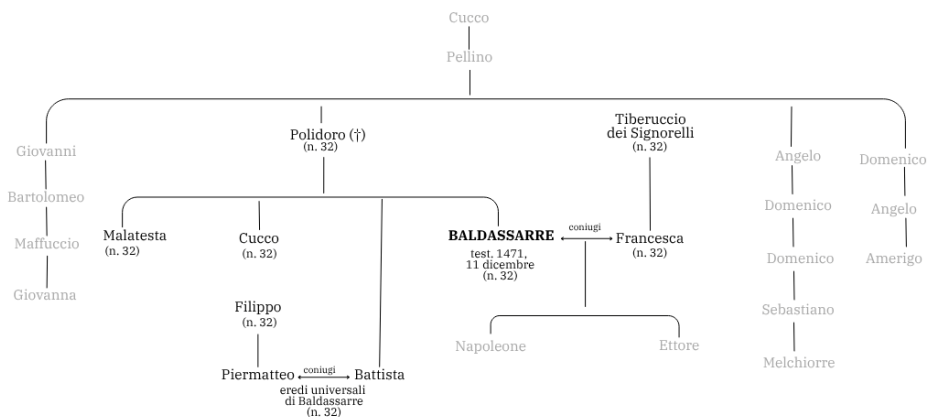 Cucco
Pellino
Polidoro (†)
(n. 32)
Tiberuccio
dei Signorelli
(n. 32)
Giovanni
Bartolomeo
Maffuccio
Giovanna
Angelo
Domenico
Domenico
Sebastiano
Melchiorre
Domenico
Angelo
Amerigo
Malatesta
(n. 32)
Cucco
(n. 32)
BALDASSARRE
test. 1471,
11 dicembre
(n. 32)
coniugi
Francesca
(n. 32)
Filippo
(n. 32)
Napoleone
Ettore
Piermatteo
coniugi
Battista
eredi universali
di Baldassarre
(n. 32)